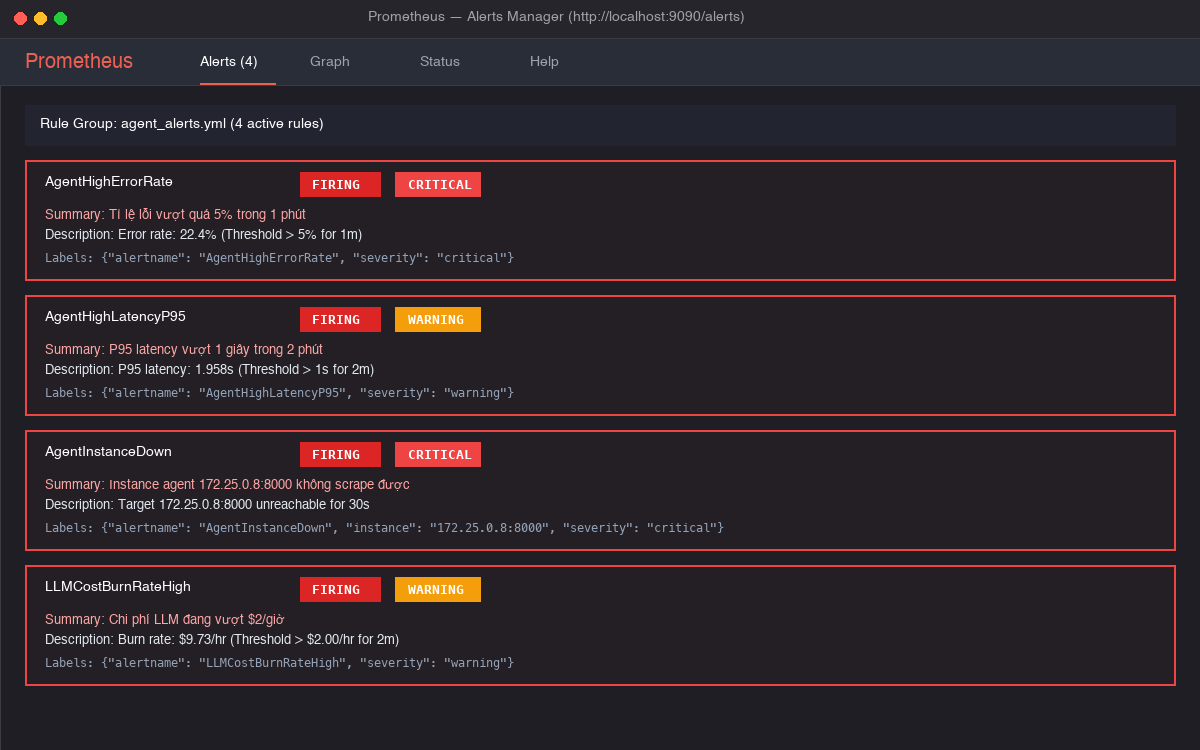 Prometheus — Alerts Manager (http://localhost:9090/alerts)
Prometheus Alerts (4) Graph Status Help
Rule Group: agent_alerts.yml (4 active rules)
AgentHighErrorRate FIRING CRITICAL
Summary: Tỉ lệ lỗi vượt quá 5% trong 1 phút
Description: Error rate: 22.4% (Threshold > 5% for 1m)
Labels: {"alertname": "AgentHighErrorRate", "severity": "critical"}
AgentHighLatencyP95 FIRING WARNING
Summary: P95 latency vượt 1 giây trong 2 phút
Description: P95 latency: 1.958s (Threshold > 1s for 2m)
Labels: {"alertname": "AgentHighLatencyP95", "severity": "warning"}
AgentInstanceDown FIRING CRITICAL
Summary: Instance agent 172.25.0.8:8000 không scrape được
Description: Target 172.25.0.8:8000 unreachable for 30s
Labels: {"alertname": "AgentInstanceDown", "instance": "172.25.0.8:8000", "severity": "critical"}
LLMCostBurnRateHigh FIRING WARNING
Summary: Chi phí LLM đang vượt $2/giờ
Description: Burn rate: $9.73/hr (Threshold > $2.00/hr for 2m)
Labels: {"alertname": "LLMCostBurnRateHigh", "severity": "warning"}